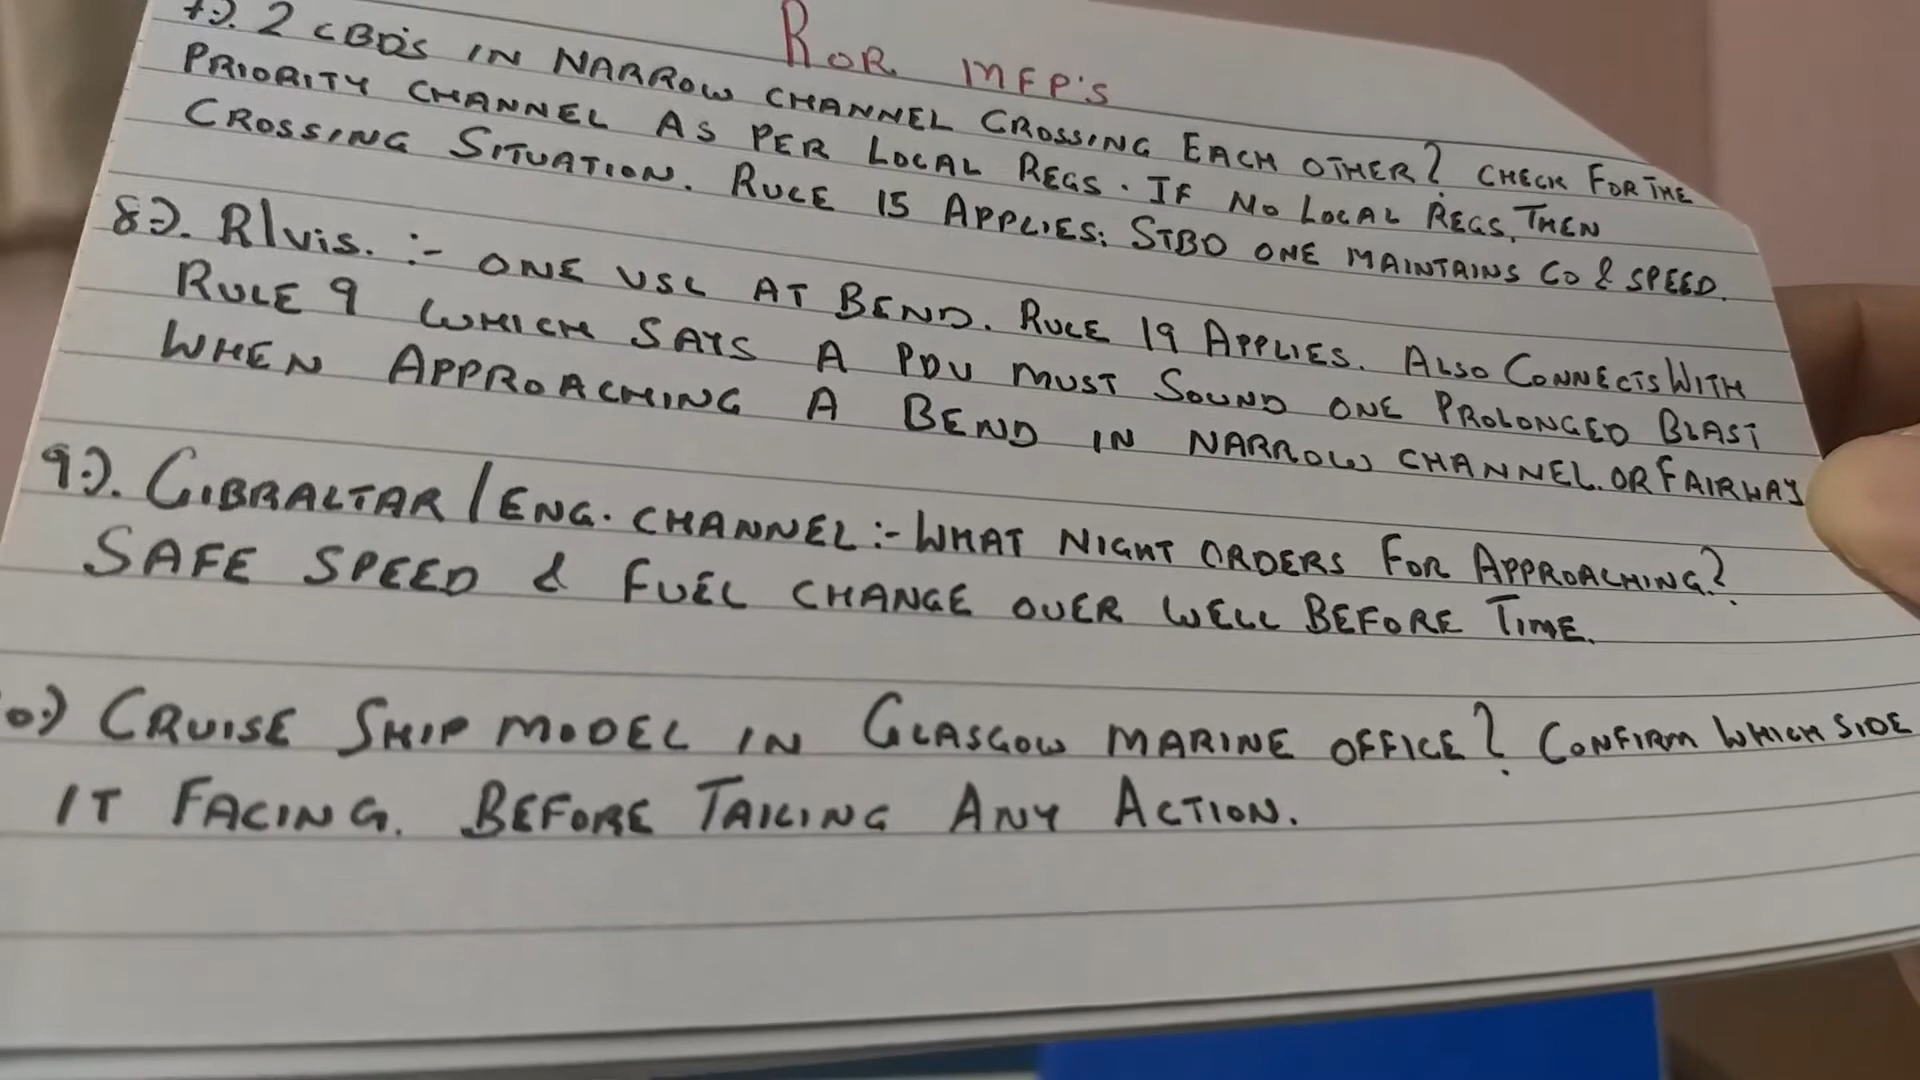 ROR MFP'S
7:). 2 CBD'S IN NARROW CHANNEL CROSSING EACH OTHER? CHECK FOR THE
PRIORITY CHANNEL AS PER LOCAL REGS. IF NO LOCAL REGS, THEN
CROSSING SITUATION. RULE 15 APPLIES: STBD ONE MAINTAINS CO & SPEED.
8:). R/VIS. :- ONE VSL AT BEND. RULE 19 APPLIES. ALSO CONNECTS WITH
RULE 9 WHICH SAYS A PDV MUST SOUND ONE PROLONGED BLAST
WHEN APPROACHING A BEND IN NARROW CHANNEL OR FAIRWAY
9:). GIBRALTAR / ENG. CHANNEL :- WHAT NIGHT ORDERS FOR APPROACHING?
SAFE SPEED & FUEL CHANGE OVER WELL BEFORE TIME.
0:) CRUISE SHIP MODEL IN GLASGOW MARINE OFFICE? CONFIRM WHICH SIDE
IT FACING. BEFORE TAKING ANY ACTION.